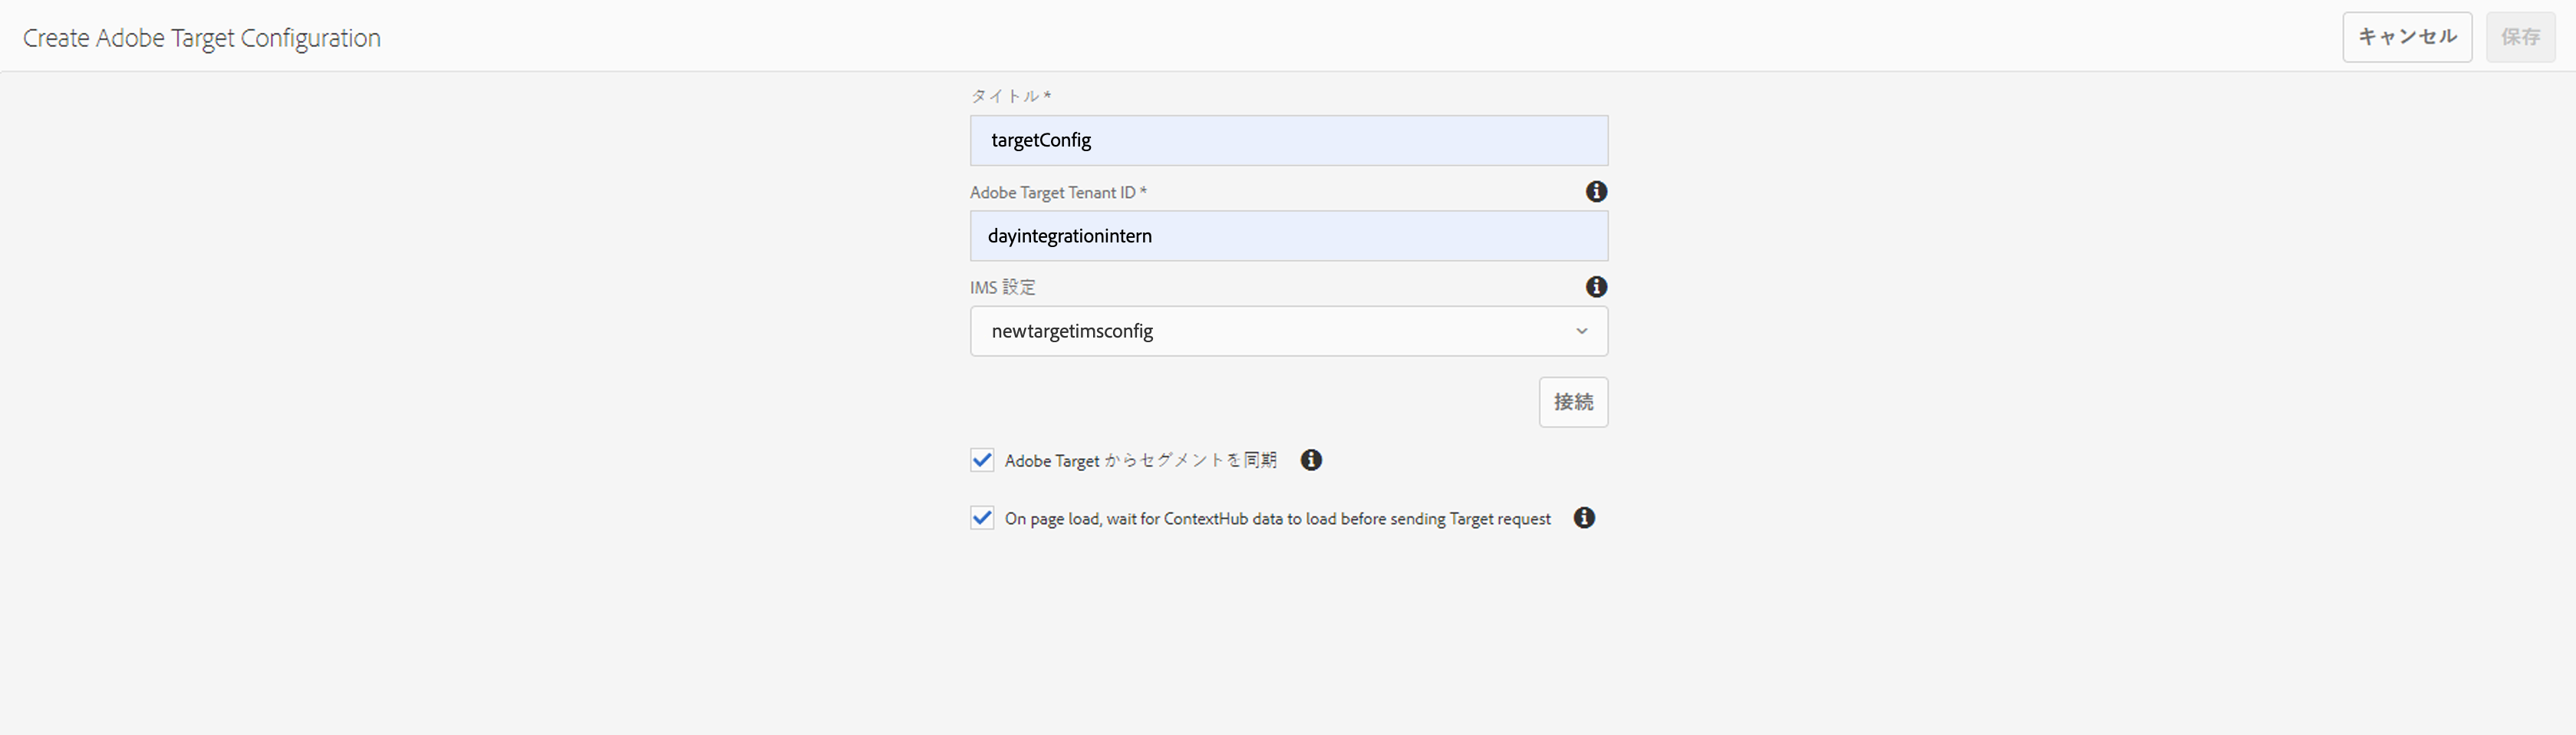 Create Adobe Target Configuration
キャンセル 保存
タイトル *
targetConfig
Adobe Target Tenant ID *
dayintegrationintern
IMS 設定
newtargetimsconfig
接続
Adobe Target からセグメントを同期
On page load, wait for ContextHub data to load before sending Target request